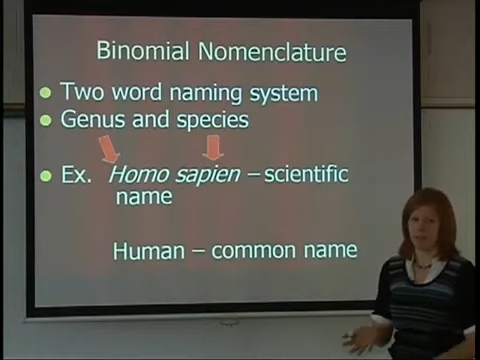 Binomial Nomenclature
Two word naming system
Genus and species
Ex. Homo sapien – scientific
name
Human – common name